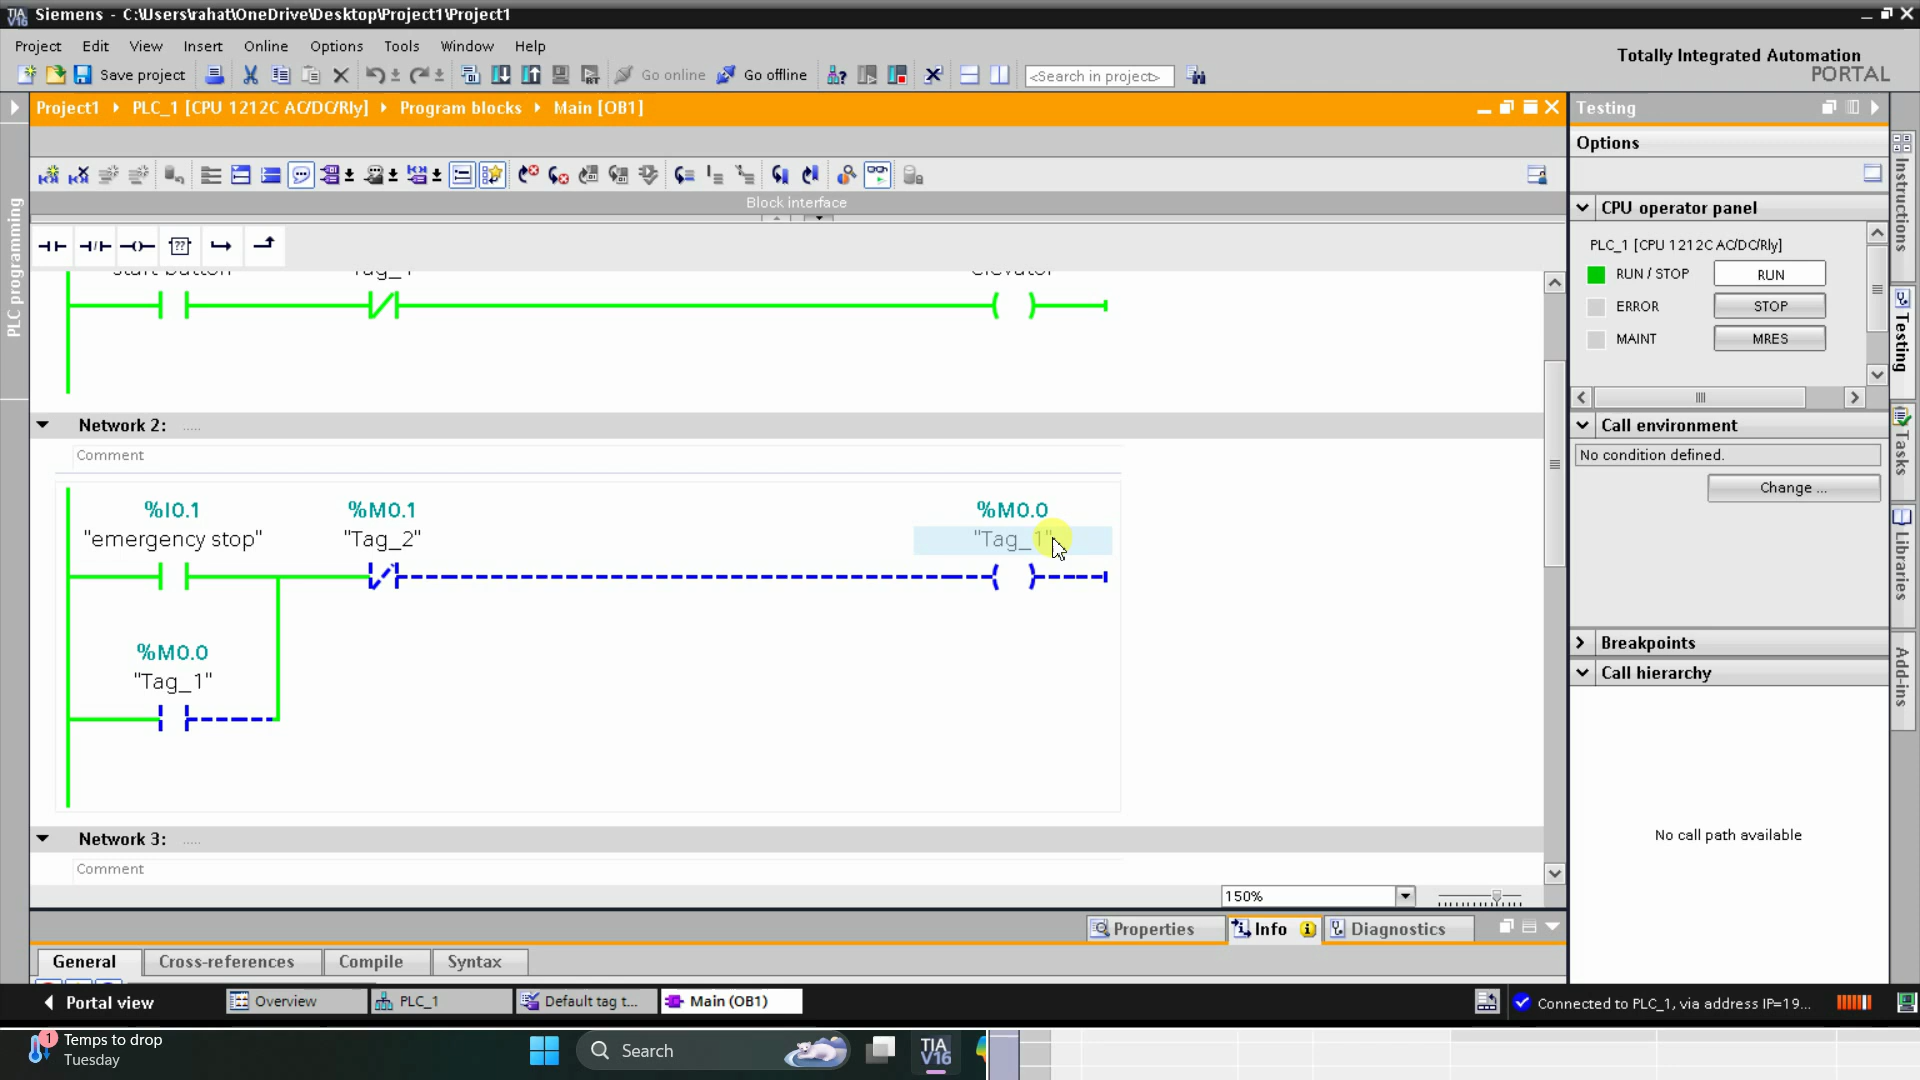 Siemens - C:\Users\rahat\OneDrive\Desktop\Project1\Project1
Project Edit View Insert Online Options Tools Window Help
Totally Integrated Automation
PORTAL
Save project
Go online
Go offline
<Search in project>
Project1 PLC_1 [CPU 1212C AC/DC/Rly] Program blocks Main [OB1]
Testing
Options
Block interface
PLC programming
CPU operator panel
PLC_1 [CPU 1212C AC/DC/Rly]
RUN / STOP RUN
ERROR STOP
MAINT MRES
Call environment
No condition defined.
Change ...
Breakpoints
Call hierarchy
No call path available
Instructions
Testing
Tasks
Libraries
Add-ins
Network 2: .....
Comment
%I0.1 %M0.1 %M0.0
"emergency stop" "Tag_2" "Tag_1"
%M0.0
"Tag_1"
Network 3: .....
Comment
150%
Properties Info Diagnostics
General Cross-references Compile Syntax
Portal view Overview PLC_1 Default tag t... Main (OB1)
Connected to PLC_1, via address IP=19...
1
Temps to drop
Tuesday
Search
TIA
V16